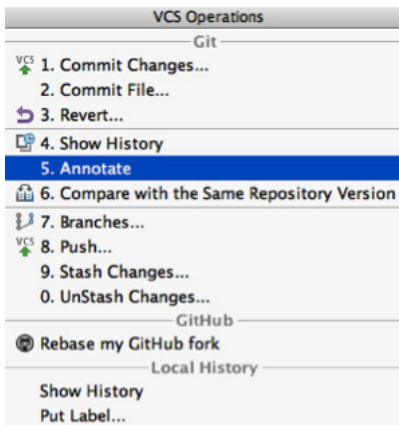 VCS Operations
Git
VCS 1. Commit Changes...
2. Commit File...
3. Revert...
4. Show History
5. Annotate
6. Compare with the Same Repository Version
7. Branches...
VCS 8. Push...
9. Stash Changes...
0. UnStash Changes...
GitHub
Rebase my GitHub fork
Local History
Show History
Put Label...